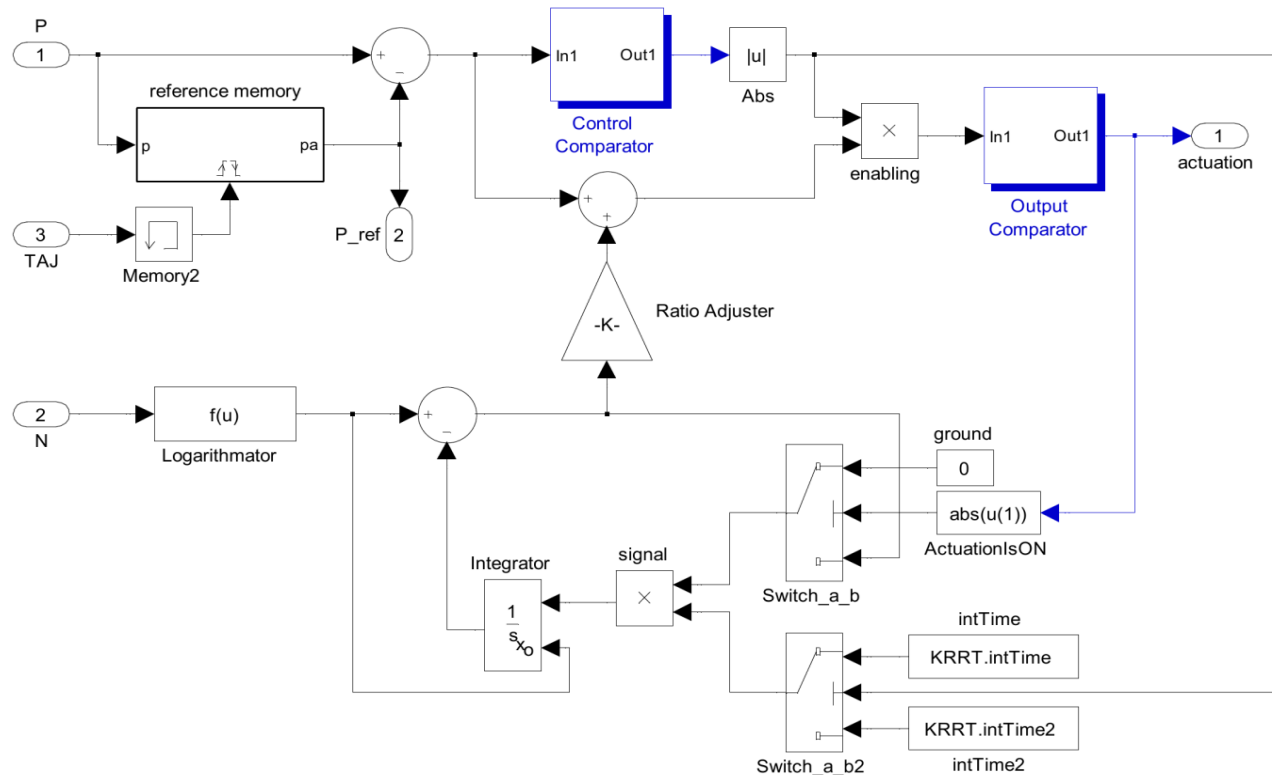 P
1
+
−
In1
Out1
Control
Comparator
|u|
Abs
reference memory
p
pa
×
enabling
In1
Out1
Output
Comparator
1
actuation
3
TAJ
Memory2
P_ref
2
+
+
-K-
Ratio Adjuster
2
N
f(u)
Logarithmator
+
−
ground
0
abs(u(1))
ActuationIsON
Switch_a_b
Integrator
1
s
xo
signal
×
intTime
KRRT.intTime
KRRT.intTime2
intTime2
Switch_a_b2